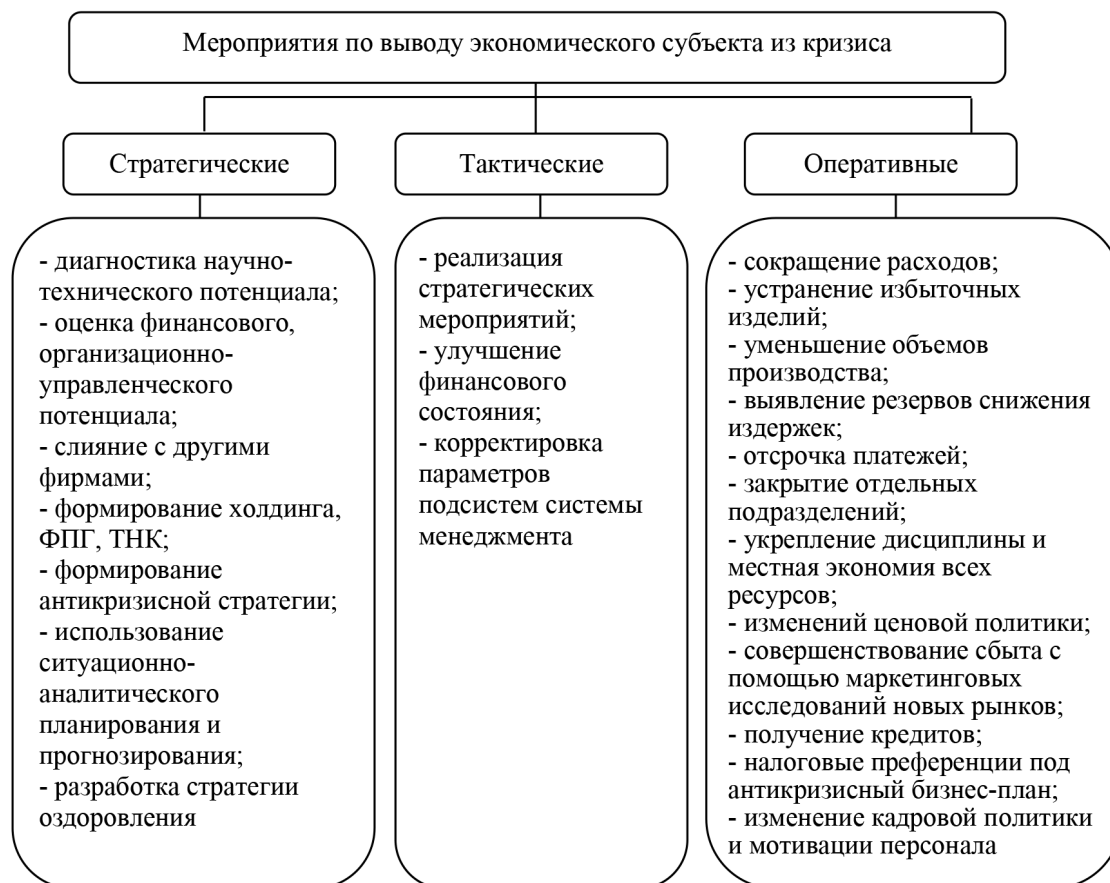 Мероприятия по выводу экономического субъекта из кризиса
Стратегические
Тактические
Оперативные
- диагностика научно-
технического потенциала;
- оценка финансового,
организационно-
управленческого
потенциала;
- слияние с другими
фирмами;
- формирование холдинга,
ФПГ, ТНК;
- формирование
антикризисной стратегии;
- использование
ситуационно-
аналитического
планирования и
прогнозирования;
- разработка стратегии
оздоровления
- реализация
стратегических
мероприятий;
- улучшение
финансового
состояния;
- корректировка
параметров
подсистем системы
менеджмента
- сокращение расходов;
- устранение избыточных
изделий;
- уменьшение объемов
производства;
- выявление резервов снижения
издержек;
- отсрочка платежей;
- закрытие отдельных
подразделений;
- укрепление дисциплины и
местная экономия всех
ресурсов;
- изменений ценовой политики;
- совершенствование сбыта с
помощью маркетинговых
исследований новых рынков;
- получение кредитов;
- налоговые преференции под
антикризисный бизнес-план;
- изменение кадровой политики
и мотивации персонала